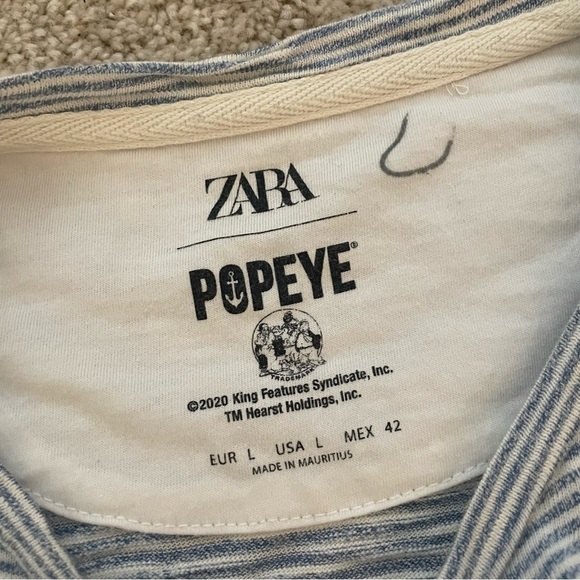 ZARA
POPEYE®
TRADEMARK
©2020 King Features Syndicate, Inc.
TM Hearst Holdings, Inc.
EUR L USA L MEX 42
MADE IN MAURITIUS